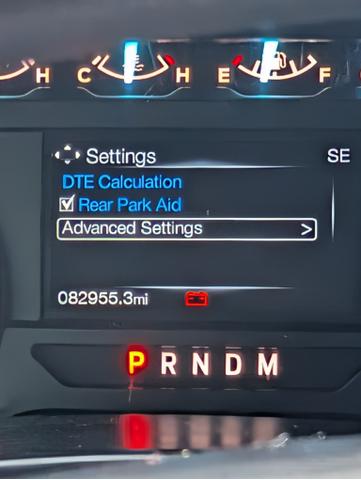 H C H E F
Settings SE
DTE Calculation
Rear Park Aid
Advanced Settings >
082955.3mi
P R N D M